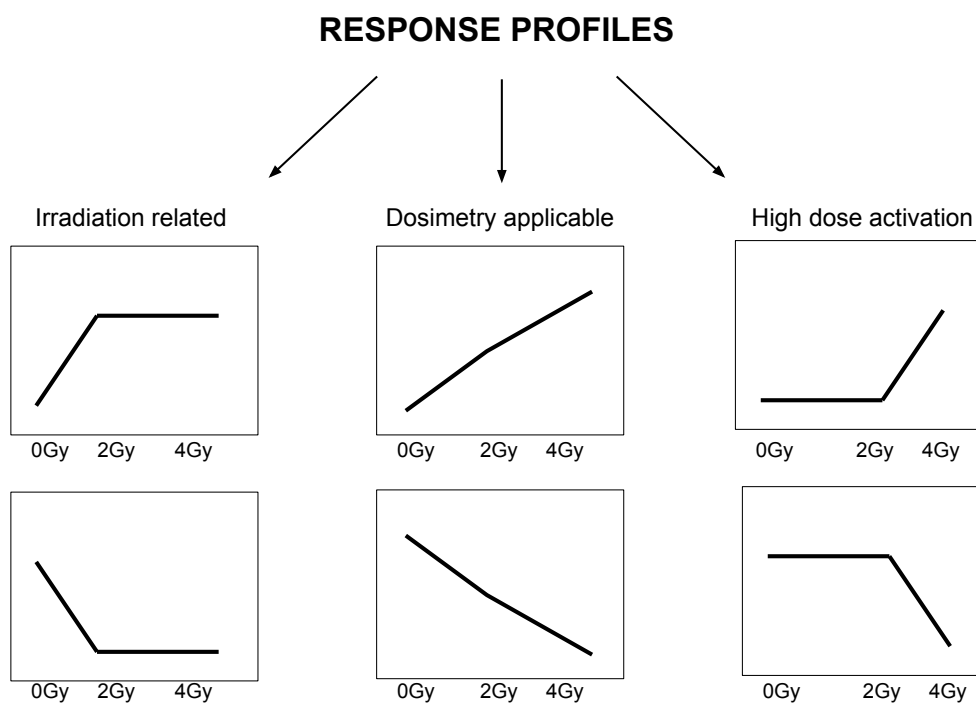 RESPONSE PROFILES
Irradiation related
Dosimetry applicable
High dose activation
0Gy 2Gy 4Gy
0Gy 2Gy 4Gy
0Gy 2Gy 4Gy
0Gy 2Gy 4Gy
0Gy 2Gy 4Gy
0Gy 2Gy 4Gy